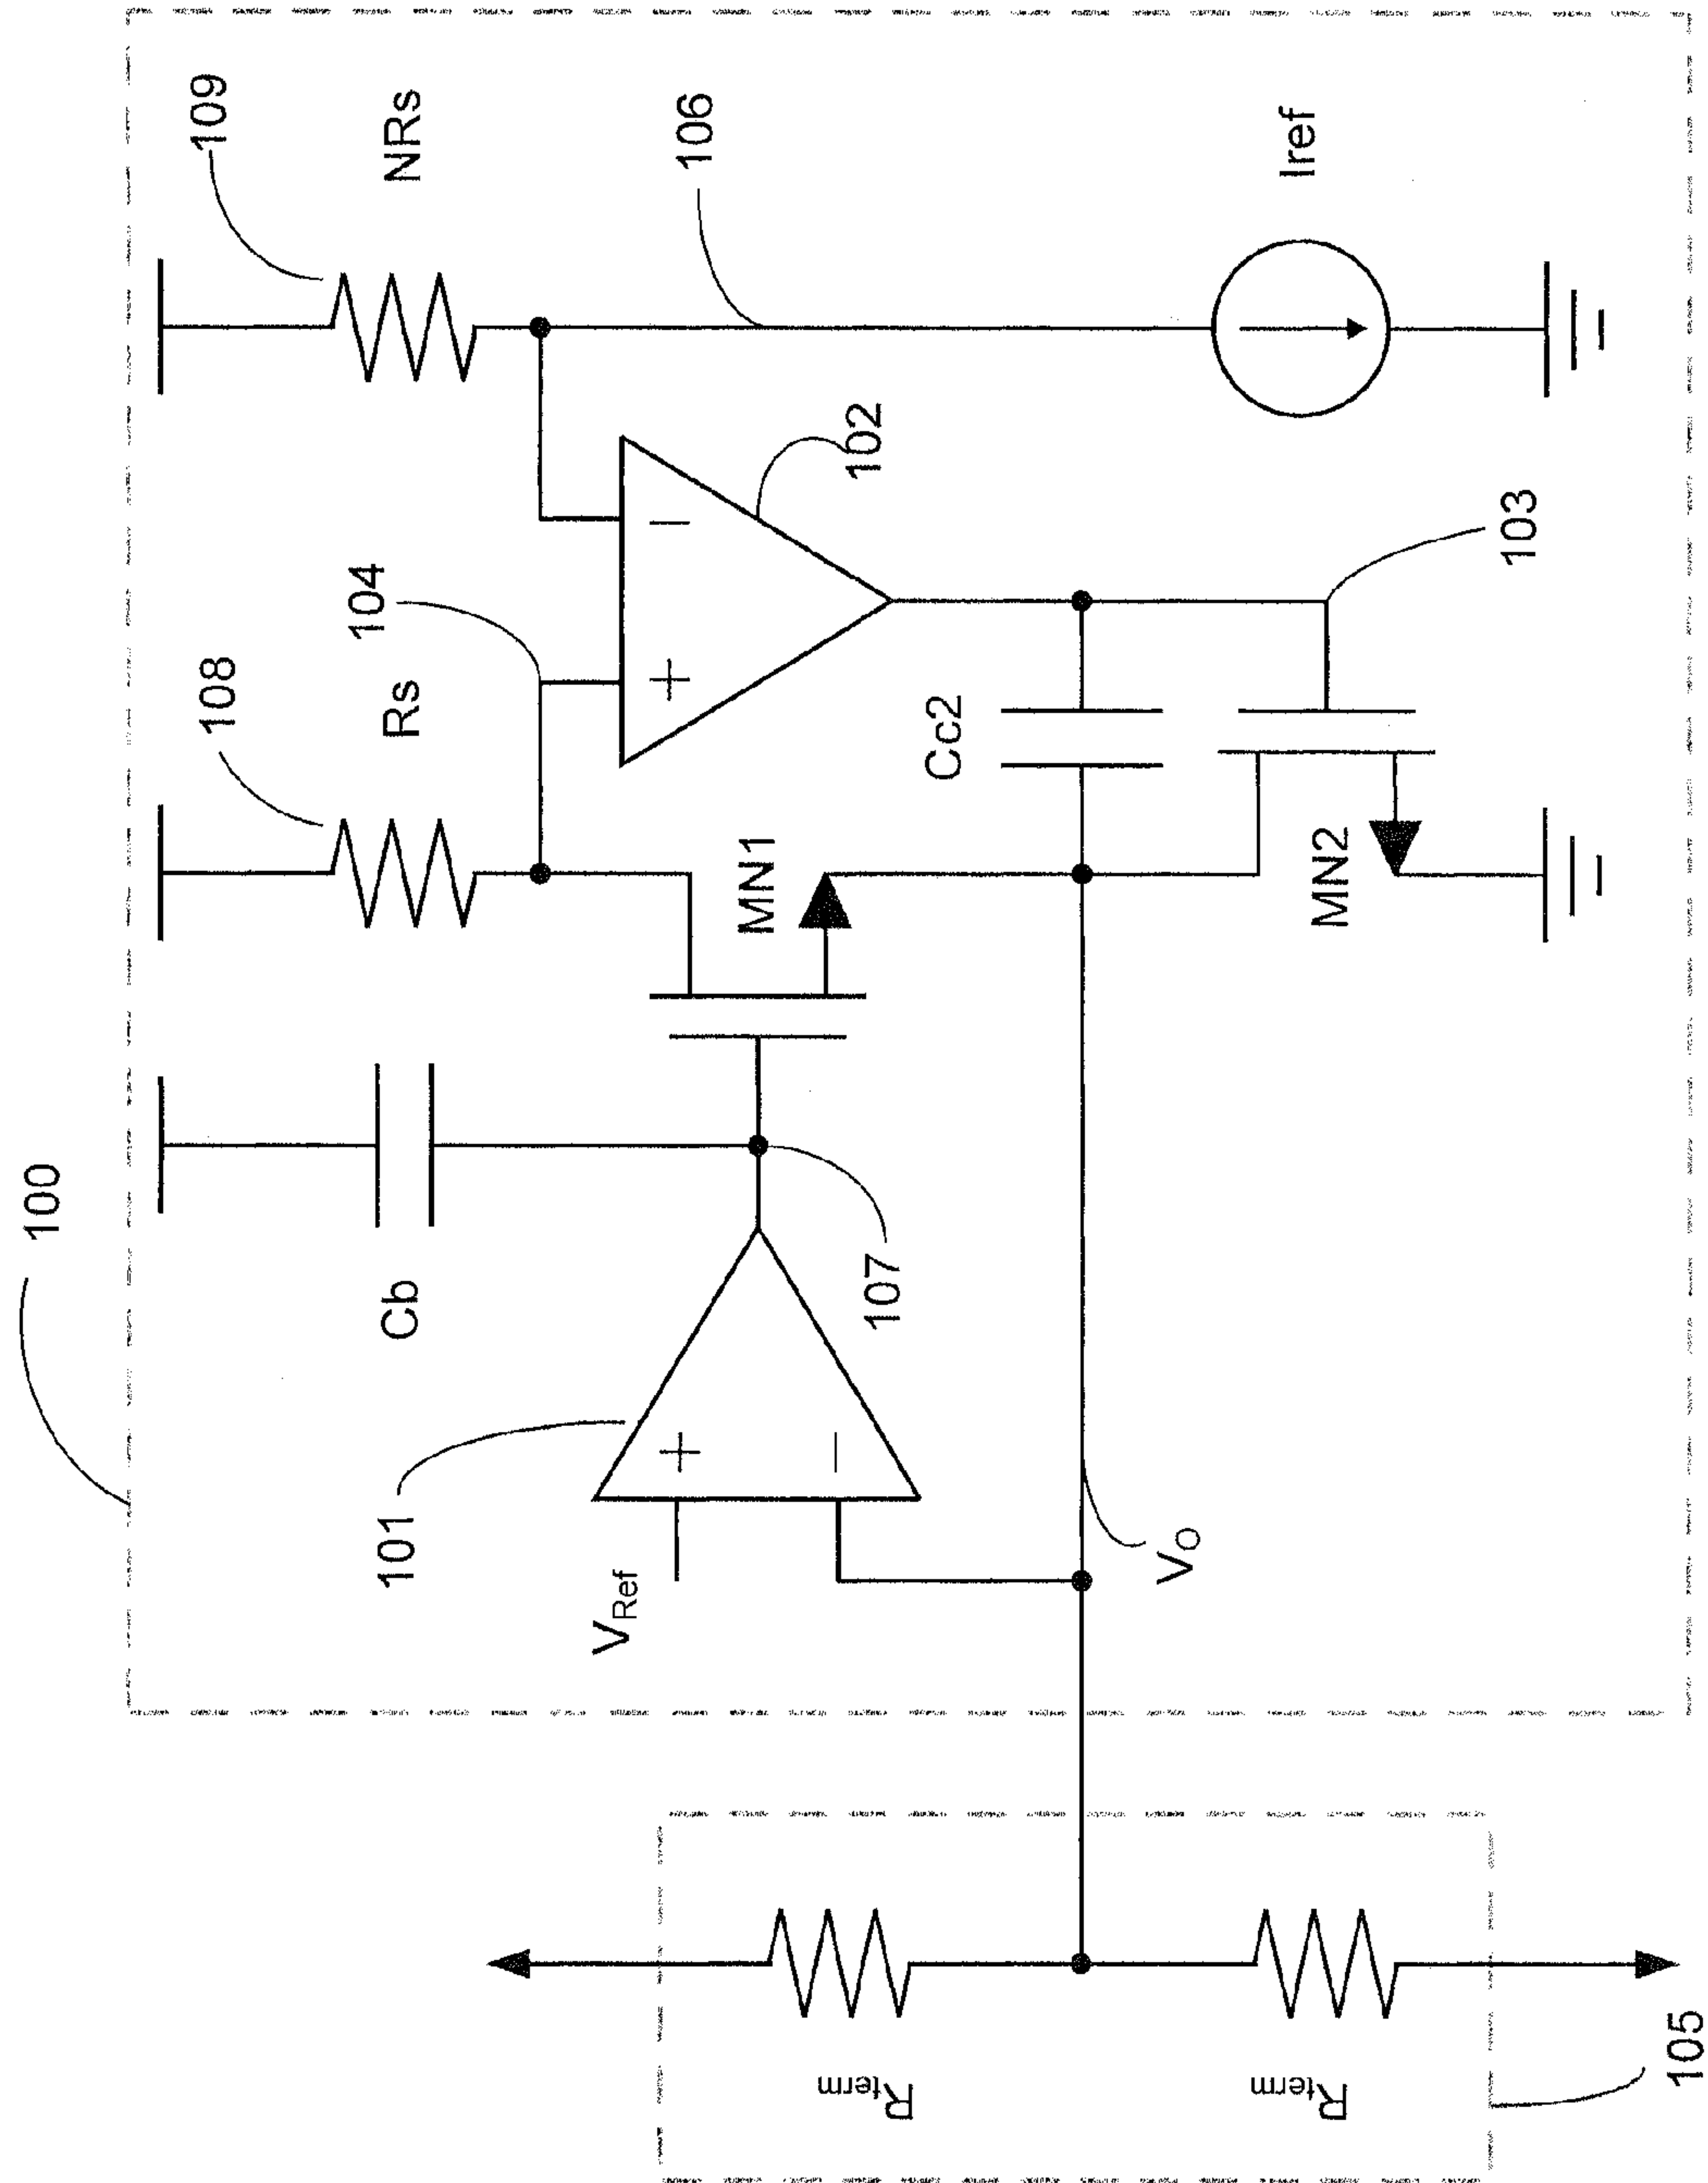 100
109
NRs
108
Rs
104
106
Cb
101
+
−
VRef
107
MN1
+
−
102
Cc2
Iref
VO
MN2
103
Rterm
Rterm
105